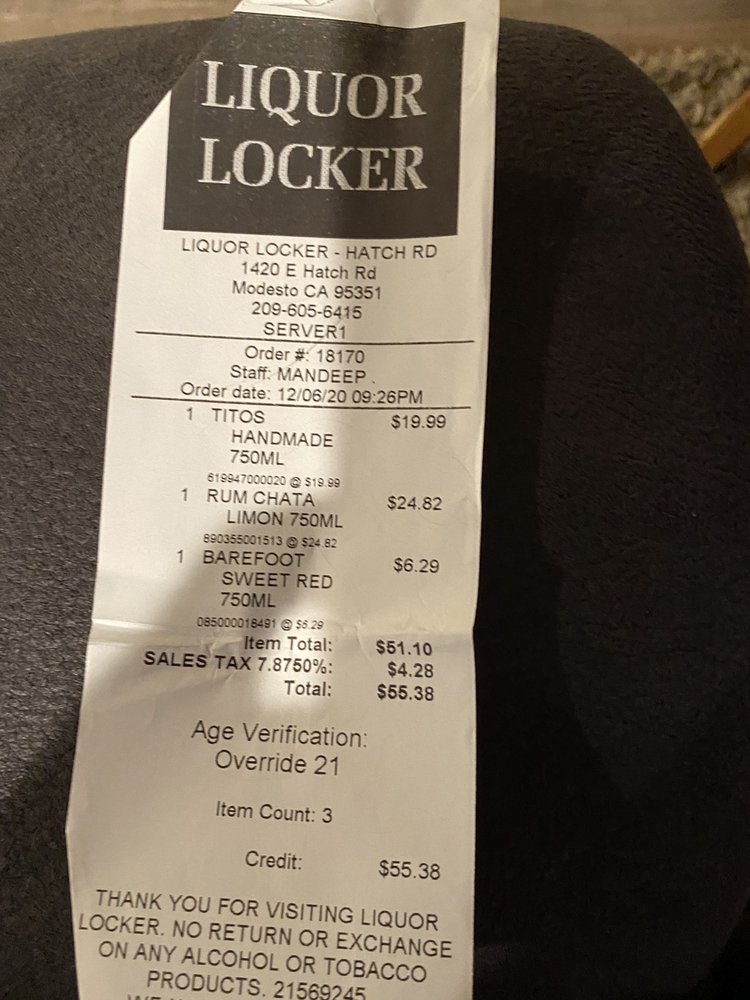 LIQUOR
LOCKER
LIQUOR LOCKER - HATCH RD
1420 E Hatch Rd
Modesto CA 95351
209-605-6415
SERVER1
Order #: 18170
Staff: MANDEEP .
Order date: 12/06/20 09:26PM
1 TITOS $19.99
HANDMADE
750ML
619947000020 @ $19.99
1 RUM CHATA $24.82
LIMON 750ML
890355001513 @ $24.82
1 BAREFOOT $6.29
SWEET RED
750ML
085000018491 @ $6.29
Item Total: $51.10
SALES TAX 7.8750%: $4.28
Total: $55.38
Age Verification:
Override 21
Item Count: 3
Credit: $55.38
THANK YOU FOR VISITING LIQUOR
LOCKER. NO RETURN OR EXCHANGE
ON ANY ALCOHOL OR TOBACCO
PRODUCTS. 21569245